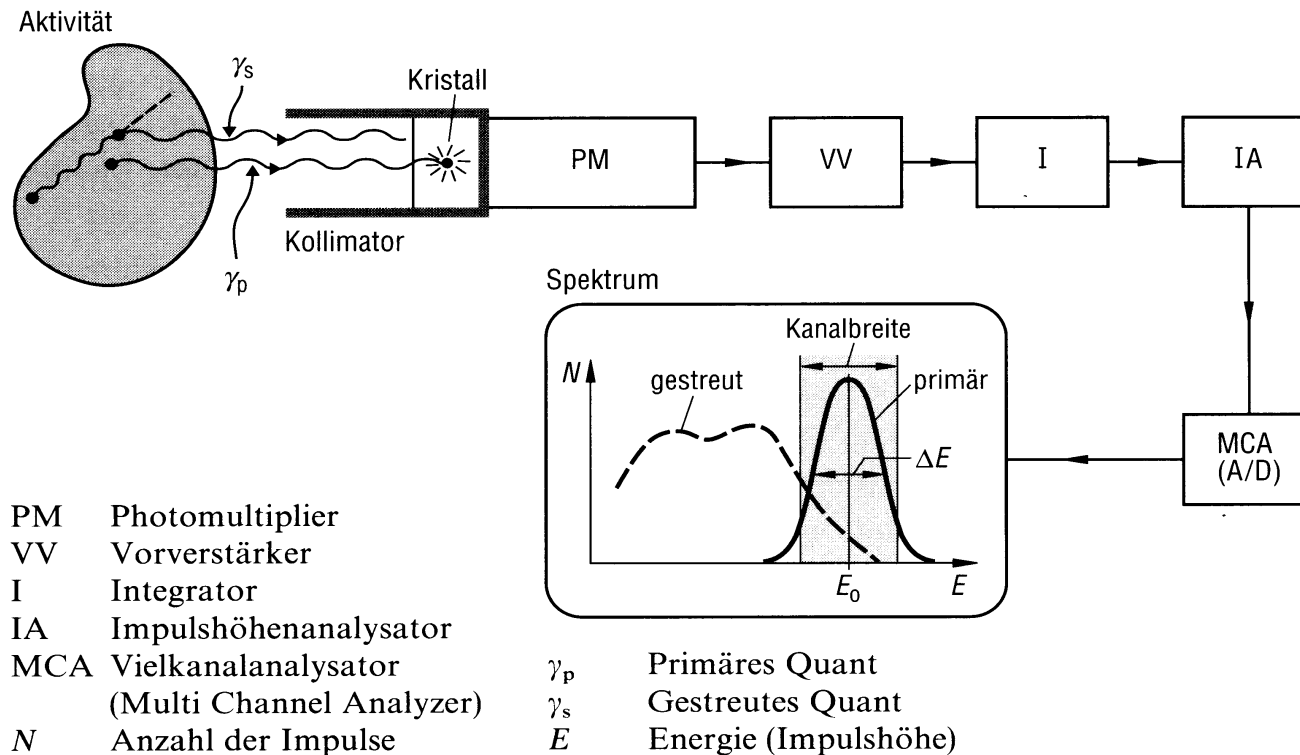 Aktivität
γs
Kristall
PM
VV
I
IA
Kollimator
γp
Spektrum
Kanalbreite
N
gestreut
primär
ΔE
E0
E
MCA
(A/D)
PM Photomultiplier
VV Vorverstärker
I Integrator
IA Impulshöhenanalysator
MCA Vielkanalanalysator
(Multi Channel Analyzer)
N Anzahl der Impulse
γp Primäres Quant
γs Gestreutes Quant
E Energie (Impulshöhe)